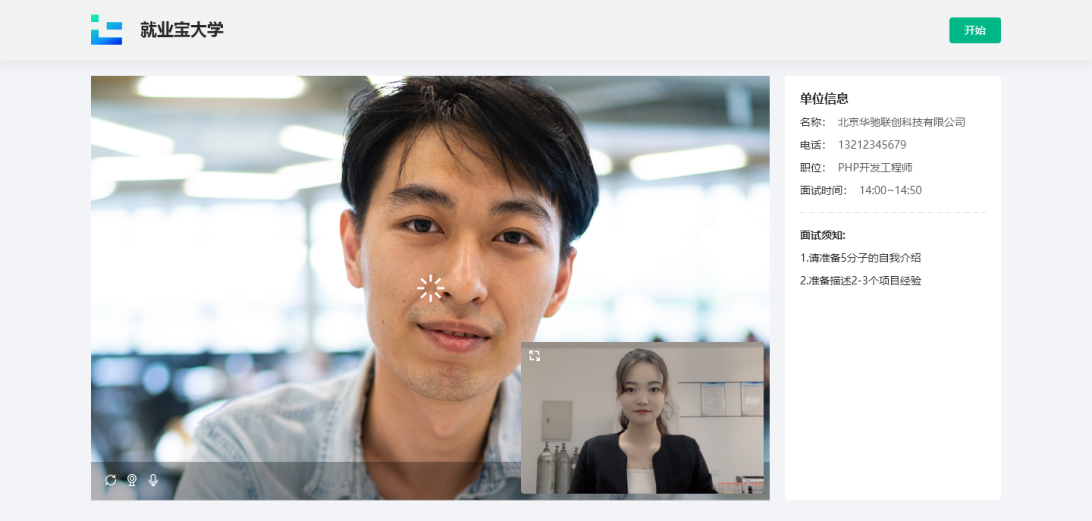 就业宝大学
开始
单位信息
名称： 北京华驰联创科技有限公司
电话： 13212345679
职位： PHP开发工程师
面试时间： 14:00~14:50
面试须知:
1.请准备5分子的自我介绍
2.准备描述2-3个项目经验